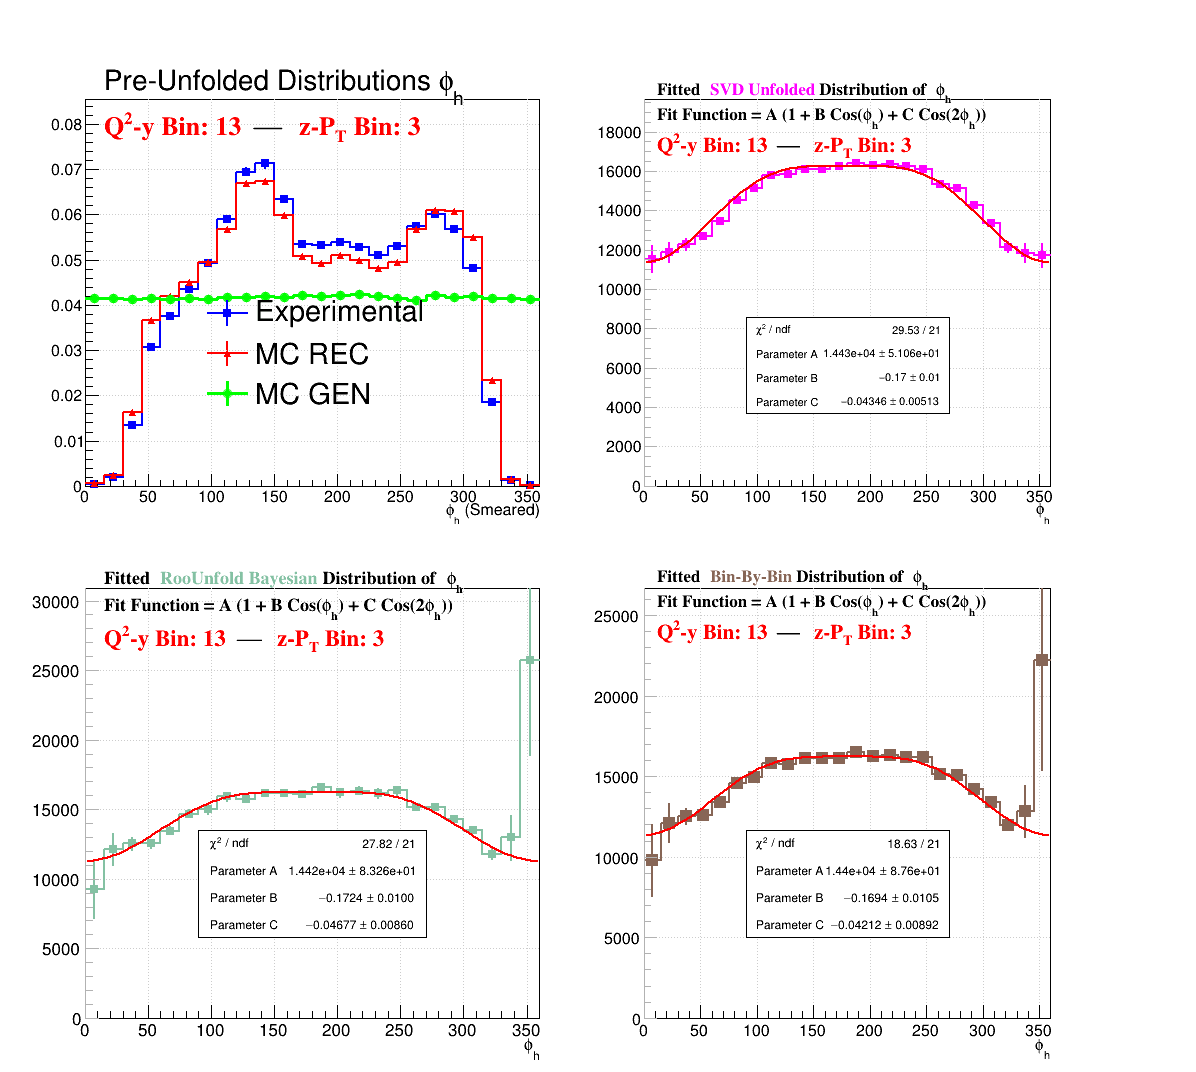 Pre-Unfolded Distributions ϕh
Q2-y Bin: 13 — z-PT Bin: 3
0.08
0.07
0.06
0.05
0.04
0.03
0.02
0.01
0
Experimental
MC REC
MC GEN
0 50 100 150 200 250 300 350
ϕh (Smeared)
Fitted SVD Unfolded Distribution of ϕh
Fit Function = A (1 + B Cos(ϕh) + C Cos(2ϕh))
Q2-y Bin: 13 — z-PT Bin: 3
18000
16000
14000
12000
10000
8000
6000
4000
2000
0
χ2 / ndf 29.53 / 21
Parameter A 1.443e+04 ± 5.106e+01
Parameter B −0.17 ± 0.01
Parameter C −0.04346 ± 0.00513
0 50 100 150 200 250 300 350
ϕh
Fitted RooUnfold Bayesian Distribution of ϕh
Fit Function = A (1 + B Cos(ϕh) + C Cos(2ϕh))
Q2-y Bin: 13 — z-PT Bin: 3
30000
25000
20000
15000
10000
5000
0
χ2 / ndf 27.82 / 21
Parameter A 1.442e+04 ± 8.326e+01
Parameter B −0.1724 ± 0.0100
Parameter C −0.04677 ± 0.00860
0 50 100 150 200 250 300 350
ϕh
Fitted Bin-By-Bin Distribution of ϕh
Fit Function = A (1 + B Cos(ϕh) + C Cos(2ϕh))
Q2-y Bin: 13 — z-PT Bin: 3
25000
20000
15000
10000
5000
0
χ2 / ndf 18.63 / 21
Parameter A 1.44e+04 ± 8.76e+01
Parameter B −0.1694 ± 0.0105
Parameter C −0.04212 ± 0.00892
0 50 100 150 200 250 300 350
ϕh